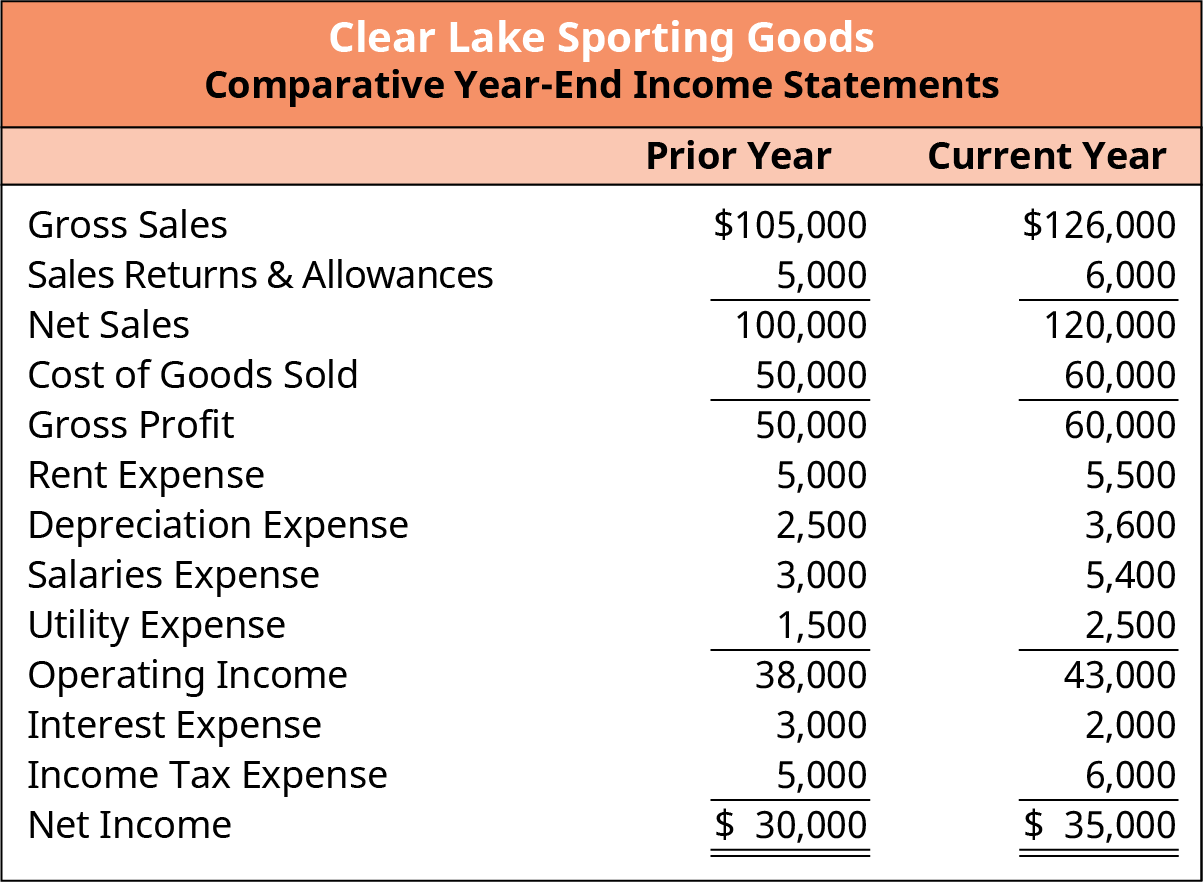 Clear Lake Sporting Goods
Comparative Year-End Income Statements
Prior Year Current Year
Gross Sales $105,000 $126,000
Sales Returns & Allowances 5,000 6,000
Net Sales 100,000 120,000
Cost of Goods Sold 50,000 60,000
Gross Profit 50,000 60,000
Rent Expense 5,000 5,500
Depreciation Expense 2,500 3,600
Salaries Expense 3,000 5,400
Utility Expense 1,500 2,500
Operating Income 38,000 43,000
Interest Expense 3,000 2,000
Income Tax Expense 5,000 6,000
Net Income $ 30,000 $ 35,000